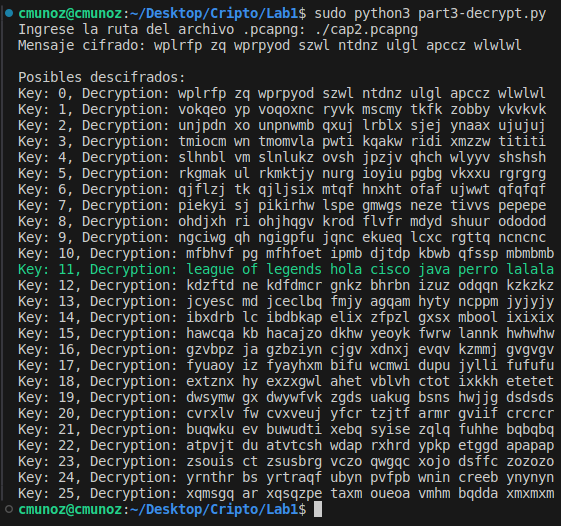 cmunoz@cmunoz:~/Desktop/Cripto/Lab1$ sudo python3 part3-decrypt.py
Ingrese la ruta del archivo .pcapng: ./cap2.pcapng
Mensaje cifrado: wplrfp zq wprpyod szwl ntdnz ulgl apccz wlwlwl
Posibles descifrados:
Key: 0, Decryption: wplrfp zq wprpyod szwl ntdnz ulgl apccz wlwlwl
Key: 1, Decryption: vokqeo yp voqoxnc ryvk mscmy tkfk zobby vkvkvk
Key: 2, Decryption: unjpdn xo unpnwmb qxuj lrblx sjej ynaax ujujuj
Key: 3, Decryption: tmiocm wn tmomvla pwti kqakw ridi xmzzw tititi
Key: 4, Decryption: slhnbl vm slnlukz ovsh jpzjv qhch wlyyv shshsh
Key: 5, Decryption: rkgmak ul rkmktjy nurg ioyiu pgbg vkxxu rgrgrg
Key: 6, Decryption: qjflzj tk qjljsix mtqf hnxht ofaf ujwwt qfqfqf
Key: 7, Decryption: piekyi sj pikirhw lspe gmwgs neze tivvs pepepe
Key: 8, Decryption: ohdjxh ri ohjhqgv krod flvfr mdyd shuur ododod
Key: 9, Decryption: ngciwg qh ngigpfu jqnc ekueq lcxc rgttq ncncnc
Key: 10, Decryption: mfbhvf pg mfhfoet ipmb djtdp kbwb qfssp mbmbmb
Key: 11, Decryption: league of legends hola cisco java perro lalala
Key: 12, Decryption: kdzftd ne kdfdmcr gnkz bhrbn izuz odqqn kzkzkz
Key: 13, Decryption: jcyesc md jceclbq fmjy agqam hyty ncppm jyjyjy
Key: 14, Decryption: ibxdrb lc ibdbkap elix zfpzl gxsx mbool ixixix
Key: 15, Decryption: hawcqa kb hacajzo dkhw yeoyk fwrw lannk hwhwhw
Key: 16, Decryption: gzvbpz ja gzbziyn cjgv xdnxj evqv kzmmj gvgvgv
Key: 17, Decryption: fyuaoy iz fyayhxm bifu wcmwi dupu jylli fufufu
Key: 18, Decryption: extznx hy exzxgwl ahet vblvh ctot ixkkh etetet
Key: 19, Decryption: dwsymw gx dwywfvk zgds uakug bsns hwjjg dsdsds
Key: 20, Decryption: cvrxlv fw cvxveuj yfcr tzjtf armr gviif crcrcr
Key: 21, Decryption: buqwku ev buwudti xebq syise zqlq fuhhe bqbqbq
Key: 22, Decryption: atpvjt du atvtcsh wdap rxhrd ypkp etggd apapap
Key: 23, Decryption: zsouis ct zsusbrg vczo qwgqc xojo dsffc zozozo
Key: 24, Decryption: yrnthr bs yrtraqf ubyn pvfpb wnin creeb ynynyn
Key: 25, Decryption: xqmsgq ar xqsqzpe taxm oueoa vmhm bqdda xmxmxm
cmunoz@cmunoz:~/Desktop/Cripto/Lab1$